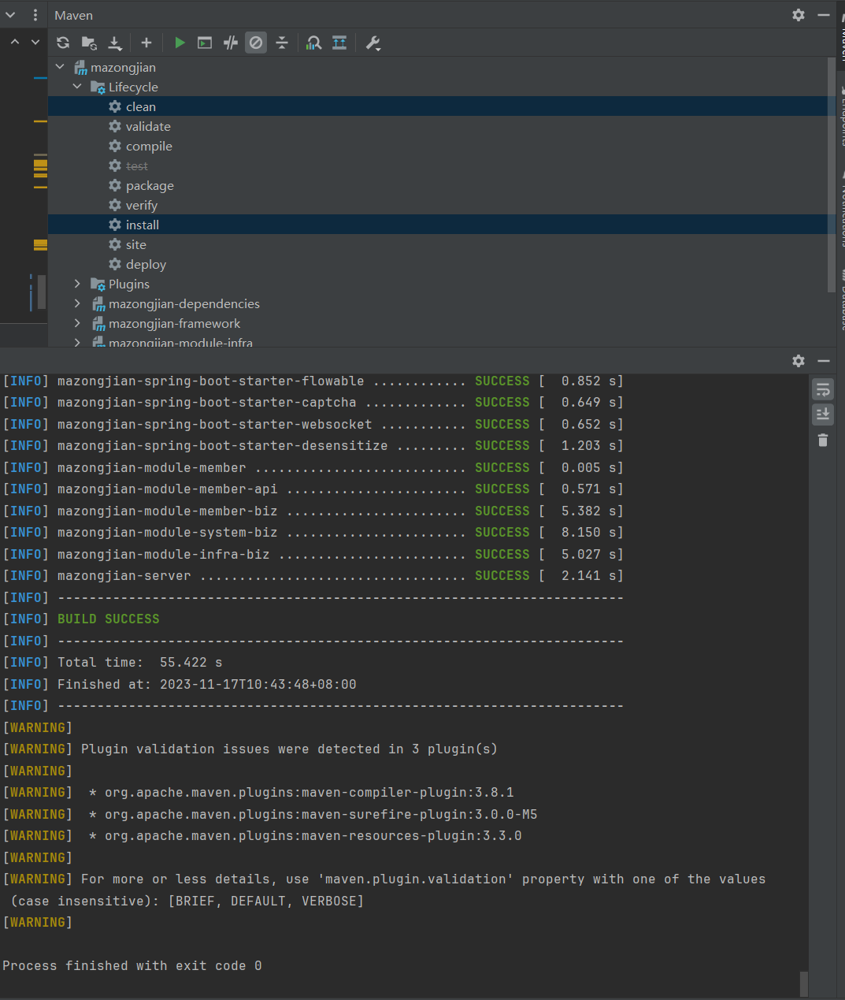 Maven
mazongjian
Lifecycle
clean
validate
compile
test
package
verify
install
site
deploy
Plugins
mazongjian-dependencies
mazongjian-framework
mazongjian-module-infra
[INFO] mazongjian-spring-boot-starter-flowable ............ SUCCESS [  0.852 s]
[INFO] mazongjian-spring-boot-starter-captcha ............. SUCCESS [  0.649 s]
[INFO] mazongjian-spring-boot-starter-websocket ........... SUCCESS [  0.652 s]
[INFO] mazongjian-spring-boot-starter-desensitize ......... SUCCESS [  1.203 s]
[INFO] mazongjian-module-member ........................... SUCCESS [  0.005 s]
[INFO] mazongjian-module-member-api ....................... SUCCESS [  0.571 s]
[INFO] mazongjian-module-member-biz ....................... SUCCESS [  5.382 s]
[INFO] mazongjian-module-system-biz ....................... SUCCESS [  8.150 s]
[INFO] mazongjian-module-infra-biz ........................ SUCCESS [  5.027 s]
[INFO] mazongjian-server .................................. SUCCESS [  2.141 s]
[INFO] ------------------------------------------------------------------------
[INFO] BUILD SUCCESS
[INFO] ------------------------------------------------------------------------
[INFO] Total time:  55.422 s
[INFO] Finished at: 2023-11-17T10:43:48+08:00
[INFO] ------------------------------------------------------------------------
[WARNING]
[WARNING] Plugin validation issues were detected in 3 plugin(s)
[WARNING]
[WARNING]  * org.apache.maven.plugins:maven-compiler-plugin:3.8.1
[WARNING]  * org.apache.maven.plugins:maven-surefire-plugin:3.0.0-M5
[WARNING]  * org.apache.maven.plugins:maven-resources-plugin:3.3.0
[WARNING]
[WARNING] For more or less details, use 'maven.plugin.validation' property with one of the values
(case insensitive): [BRIEF, DEFAULT, VERBOSE]
[WARNING]
Process finished with exit code 0